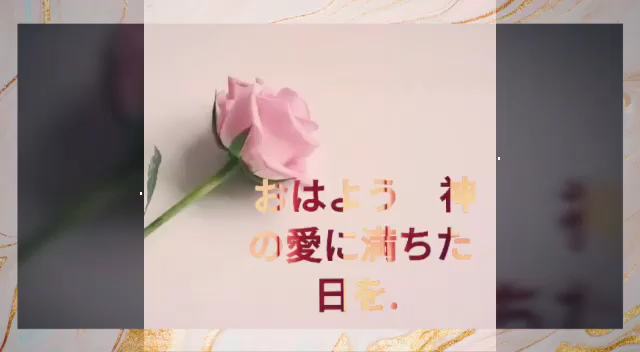 おはよう　神
の愛に満ちた
日を.